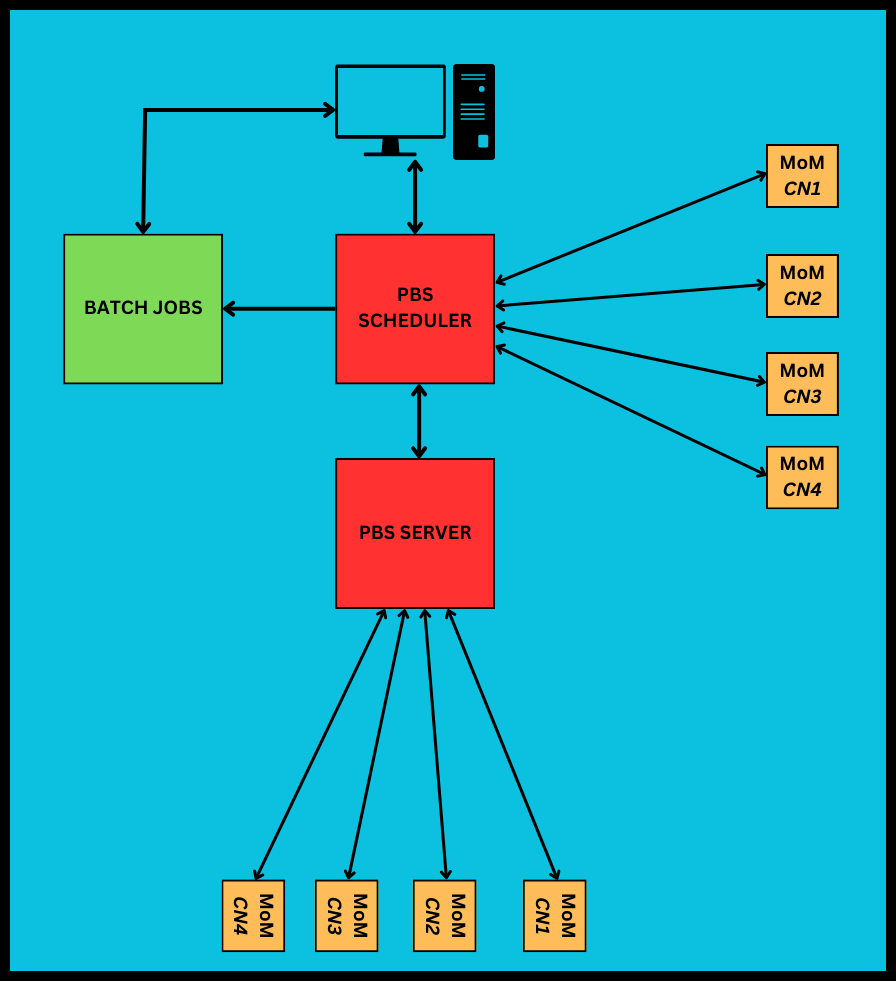 MoM
CN1
BATCH JOBS
PBS
SCHEDULER
MoM
CN2
MoM
CN3
MoM
CN4
PBS SERVER
MoM
CN4
MoM
CN3
MoM
CN2
MoM
CN1